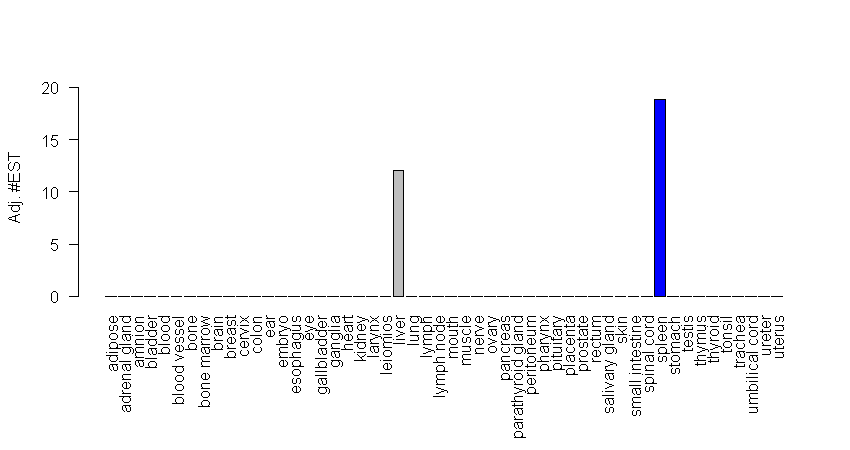 Adj. #EST
20
15
10
5
0
adipose
adrenal gland
amnion
bladder
blood
blood vessel
bone
bone marrow
brain
breast
cervix
colon
ear
embryo
esophagus
eye
gallbladder
ganglia
heart
kidney
larynx
leiomios
liver
lung
lymph
lymph node
mouth
muscle
nerve
ovary
pancreas
parathyroid gland
peritoneum
pharynx
pituitary
placenta
prostate
rectum
salivary gland
skin
small intestine
spinal cord
spleen
stomach
testis
thymus
thyroid
tonsil
trachea
umbilical cord
ureter
uterus